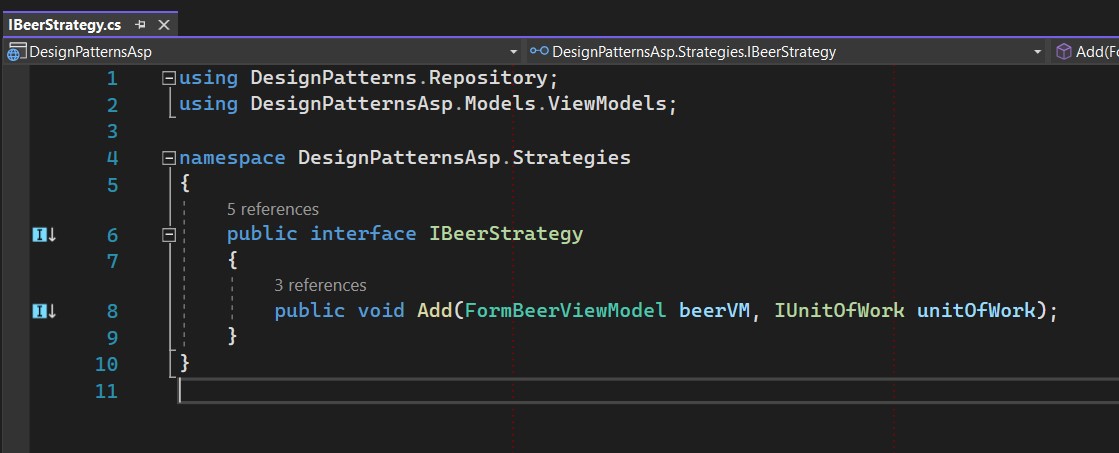 IBeerStrategy.cs
DesignPatternsAsp DesignPatternsAsp.Strategies.IBeerStrategy Add(Fo
1 using DesignPatterns.Repository;
2 using DesignPatternsAsp.Models.ViewModels;
3
4 namespace DesignPatternsAsp.Strategies
5 {
5 references
6 public interface IBeerStrategy
7 {
3 references
8 public void Add(FormBeerViewModel beerVM, IUnitOfWork unitOfWork);
9 }
10 }
11